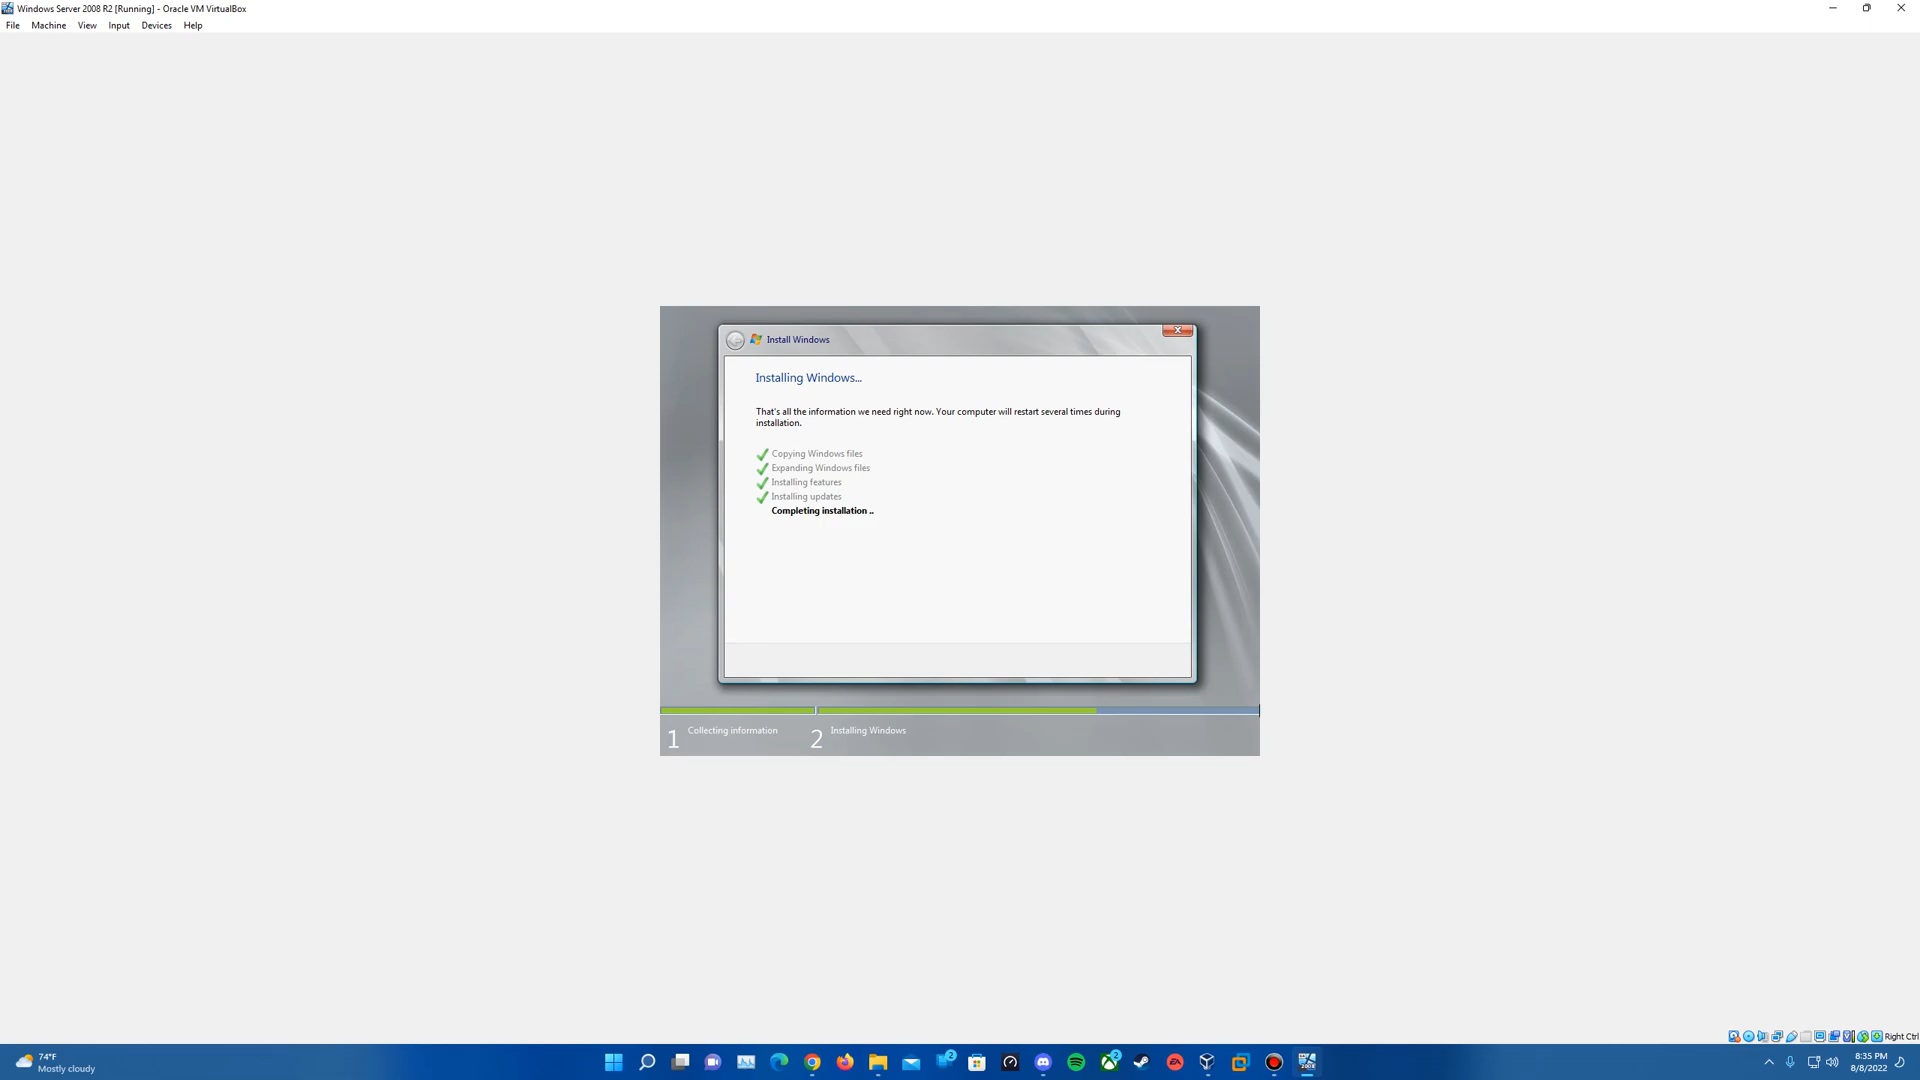 Windows Server 2008 R2 [Running] - Oracle VM VirtualBox
File Machine View Input Devices Help
Install Windows
Installing Windows...
That's all the information we need right now. Your computer will restart several times during
installation.
Copying Windows files
Expanding Windows files
Installing features
Installing updates
Completing installation ..
1 Collecting information 2 Installing Windows
Right Ctrl
74°F
Mostly cloudy
2
2
8:35 PM
8/8/2022